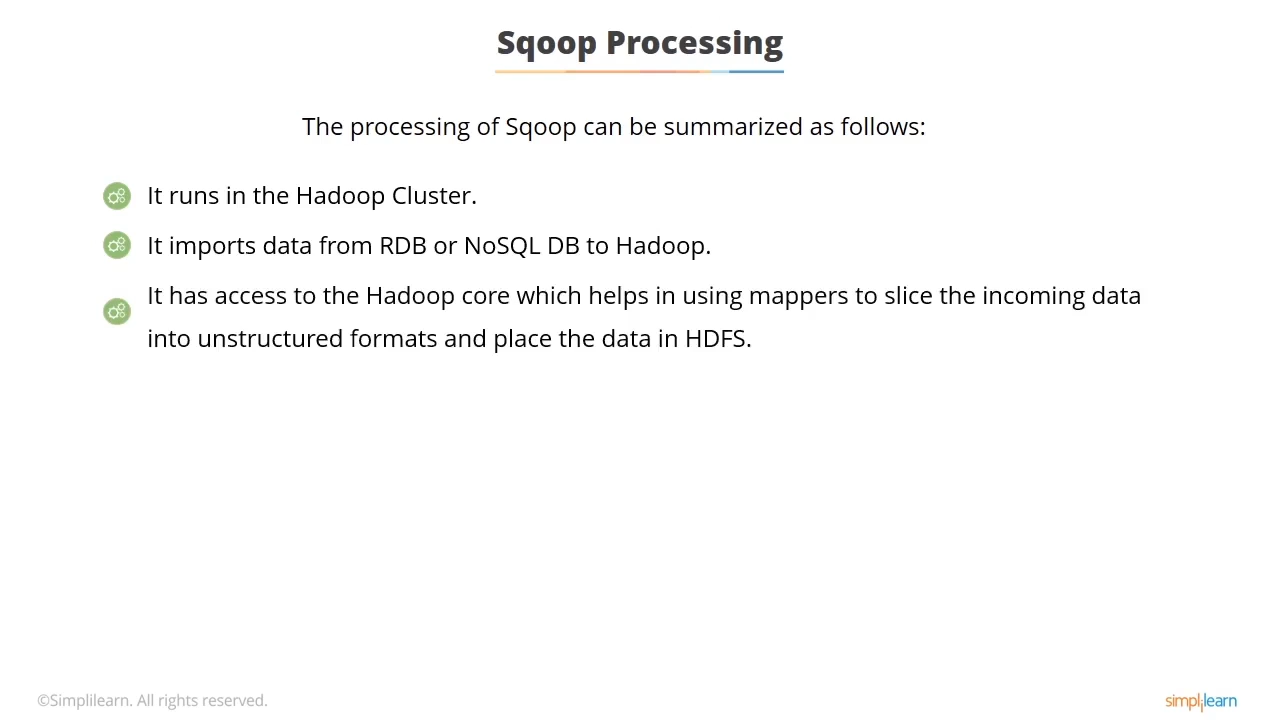 Sqoop Processing
The processing of Sqoop can be summarized as follows:
It runs in the Hadoop Cluster.
It imports data from RDB or NoSQL DB to Hadoop.
It has access to the Hadoop core which helps in using mappers to slice the incoming data
into unstructured formats and place the data in HDFS.
©Simplilearn. All rights reserved.
simplilearn